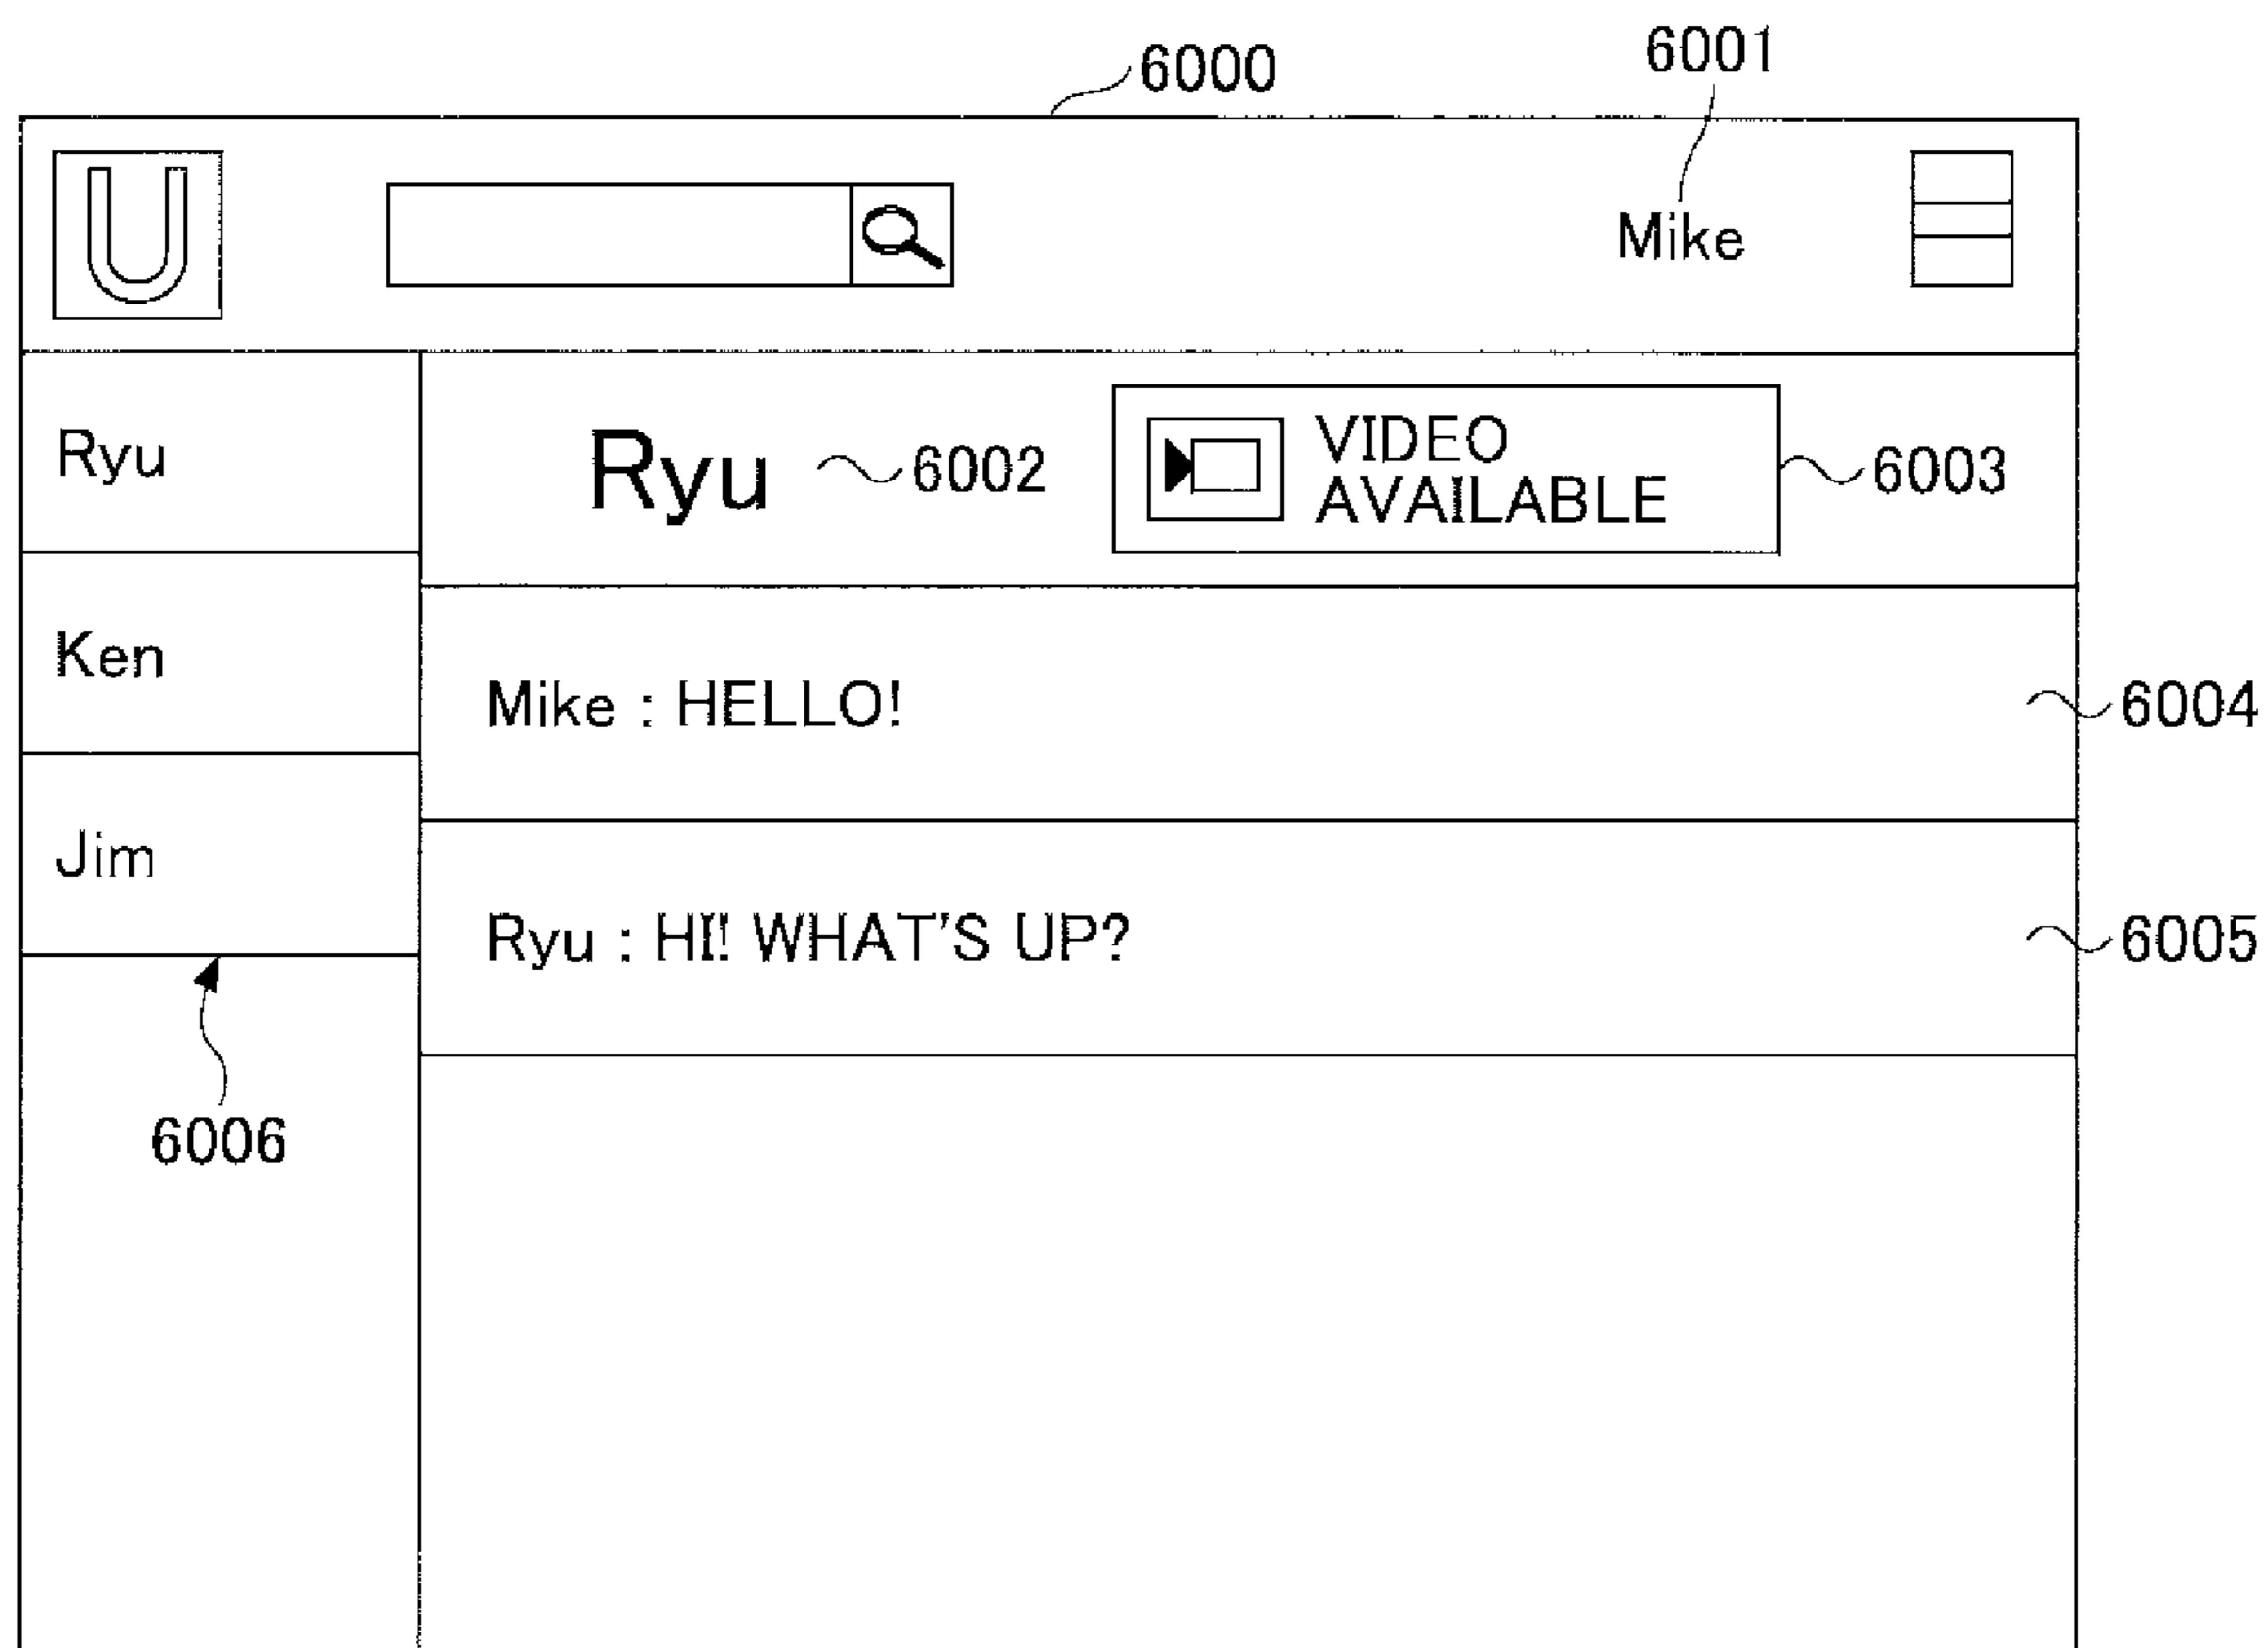 6000
6001
U
Mike
Ryu
Ken
Jim
6006
Ryu
6002
VIDEO
AVAILABLE
6003
Mike : HELLO!
6004
Ryu : HI! WHAT'S UP?
6005